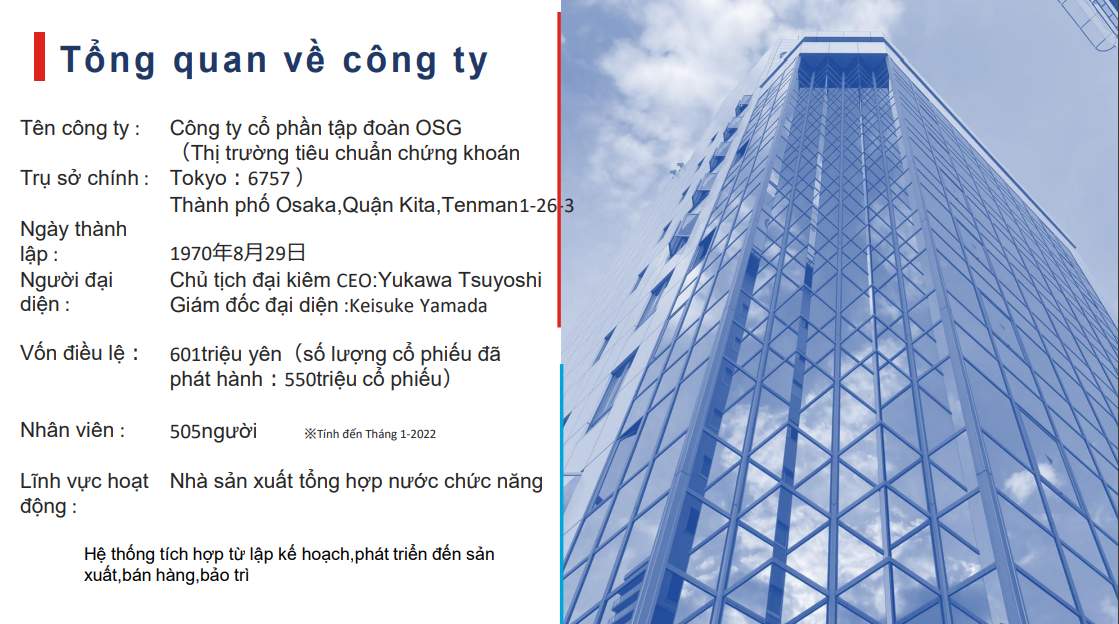 Tổng quan về công ty
Tên công ty :
Công ty cổ phần tập đoàn OSG
（Thị trường tiêu chuẩn chứng khoán
Trụ sở chính :
Tokyo：6757 ）
Thành phố Osaka,Quận Kita,Tenman1-26-3
Ngày thành
lập :
1970年8月29日
Người đại
diện :
Chủ tịch đại kiêm CEO:Yukawa Tsuyoshi
Giám đốc đại diện :Keisuke Yamada
Vốn điều lệ：
601triệu yên（số lượng cổ phiếu đã
phát hành：550triệu cổ phiếu）
Nhân viên :
505người
※Tính đến Tháng 1-2022
Lĩnh vực hoạt
động :
Nhà sản xuất tổng hợp nước chức năng
Hệ thống tích hợp từ lập kế hoạch,phát triển đến sản
xuất,bán hàng,bảo trì